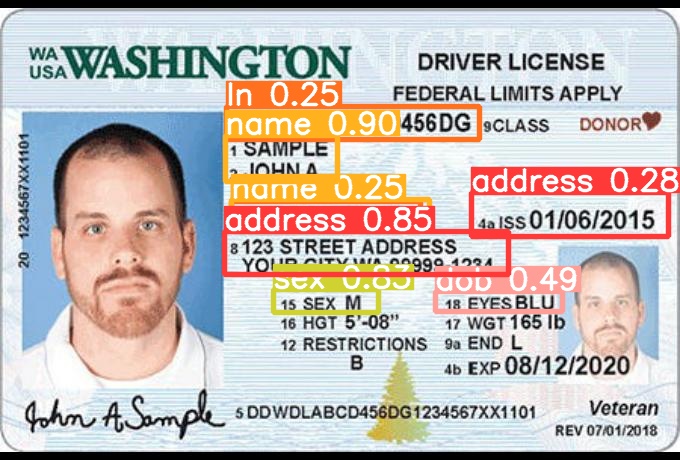 WA USA WASHINGTON
DRIVER LICENSE
FEDERAL LIMITS APPLY
ln 0.25
name 0.90 456DG 9CLASS DONOR
1 SAMPLE
2 JOHN A
name 0.25
address 0.28
address 0.85
4a ISS 01/06/2015
8 123 STREET ADDRESS
YOUR CITY WA 99999-1234
sex 0.83 dob 0.49
15 SEX M 18 EYES BLU
16 HGT 5'-08" 17 WGT 165 lb
12 RESTRICTIONS 9a END L
B 4b EXP 08/12/2020
20 1234567XX1101
John A Sample
5 DD WDLABCD456DG1234567XX1101
Veteran
REV 07/01/2018